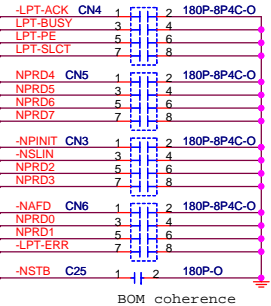 -LPT-ACK CN4 1 2 180P-8P4C-O
LPT-BUSY 3 4
LPT-PE 5 6
LPT-SLCT 7 8
NPRD4 CN5 1 2 180P-8P4C-O
NPRD5 3 4
NPRD6 5 6
NPRD7 7 8
-NPINIT CN3 1 2 180P-8P4C-O
-NSLIN 3 4
NPRD2 5 6
NPRD3 7 8
-NAFD CN6 1 2 180P-8P4C-O
NPRD0 3 4
NPRD1 5 6
-LPT-ERR 7 8
-NSTB C25 1 2 180P-O
BOM coherence